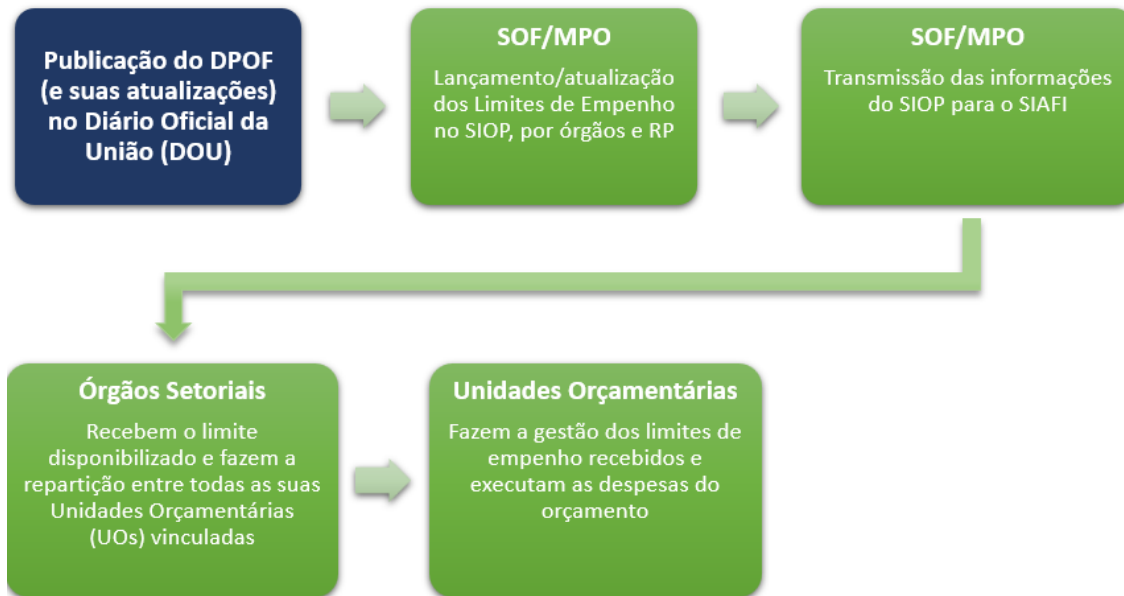 Publicação do DPOF
(e suas atualizações)
no Diário Oficial da
União (DOU)
SOF/MPO
Lançamento/atualização
dos Limites de Empenho
no SIOP, por órgãos e RP
SOF/MPO
Transmissão das informações
do SIOP para o SIAFI
Órgãos Setoriais
Recebem o limite
disponibilizado e fazem a
repartição entre todas as suas
Unidades Orçamentárias
(UOs) vinculadas
Unidades Orçamentárias
Fazem a gestão dos limites de
empenho recebidos e
executam as despesas do
orçamento